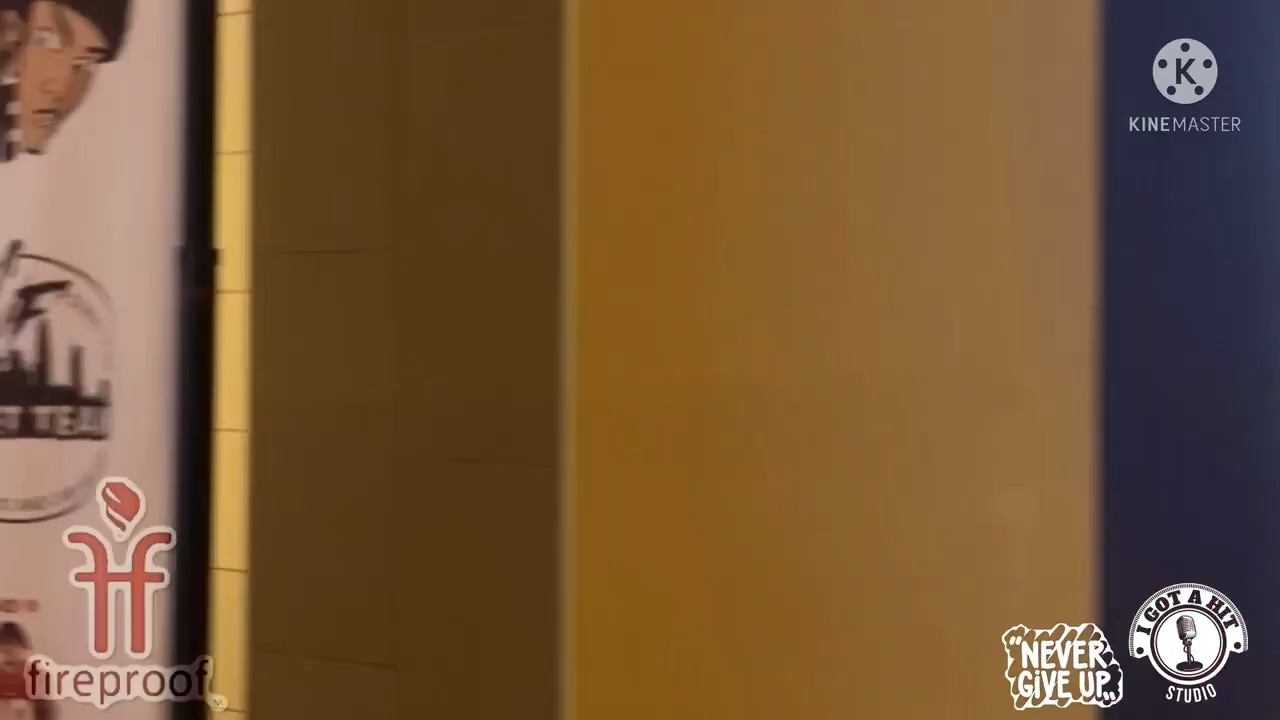 KINEMASTER
fireproof
"NEVER
GIVE UP"
I GOT A HIT
STUDIO